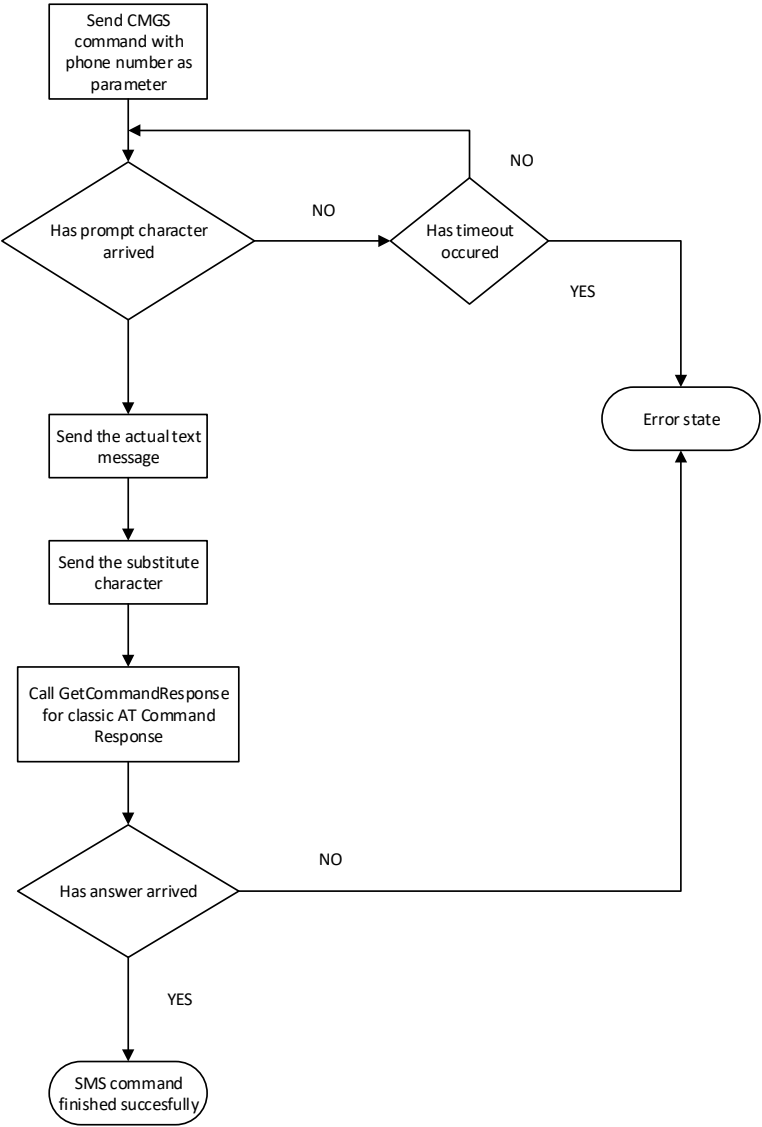 Send CMGS
command with
phone number as
parameter
NO
Has prompt character
arrived
NO
Has timeout
occured
YES
Send the actual text
message
Error state
Send the substitute
character
Call GetCommandResponse
for classic AT Command
Response
Has answer arrived
NO
YES
SMS command
finished succesfully